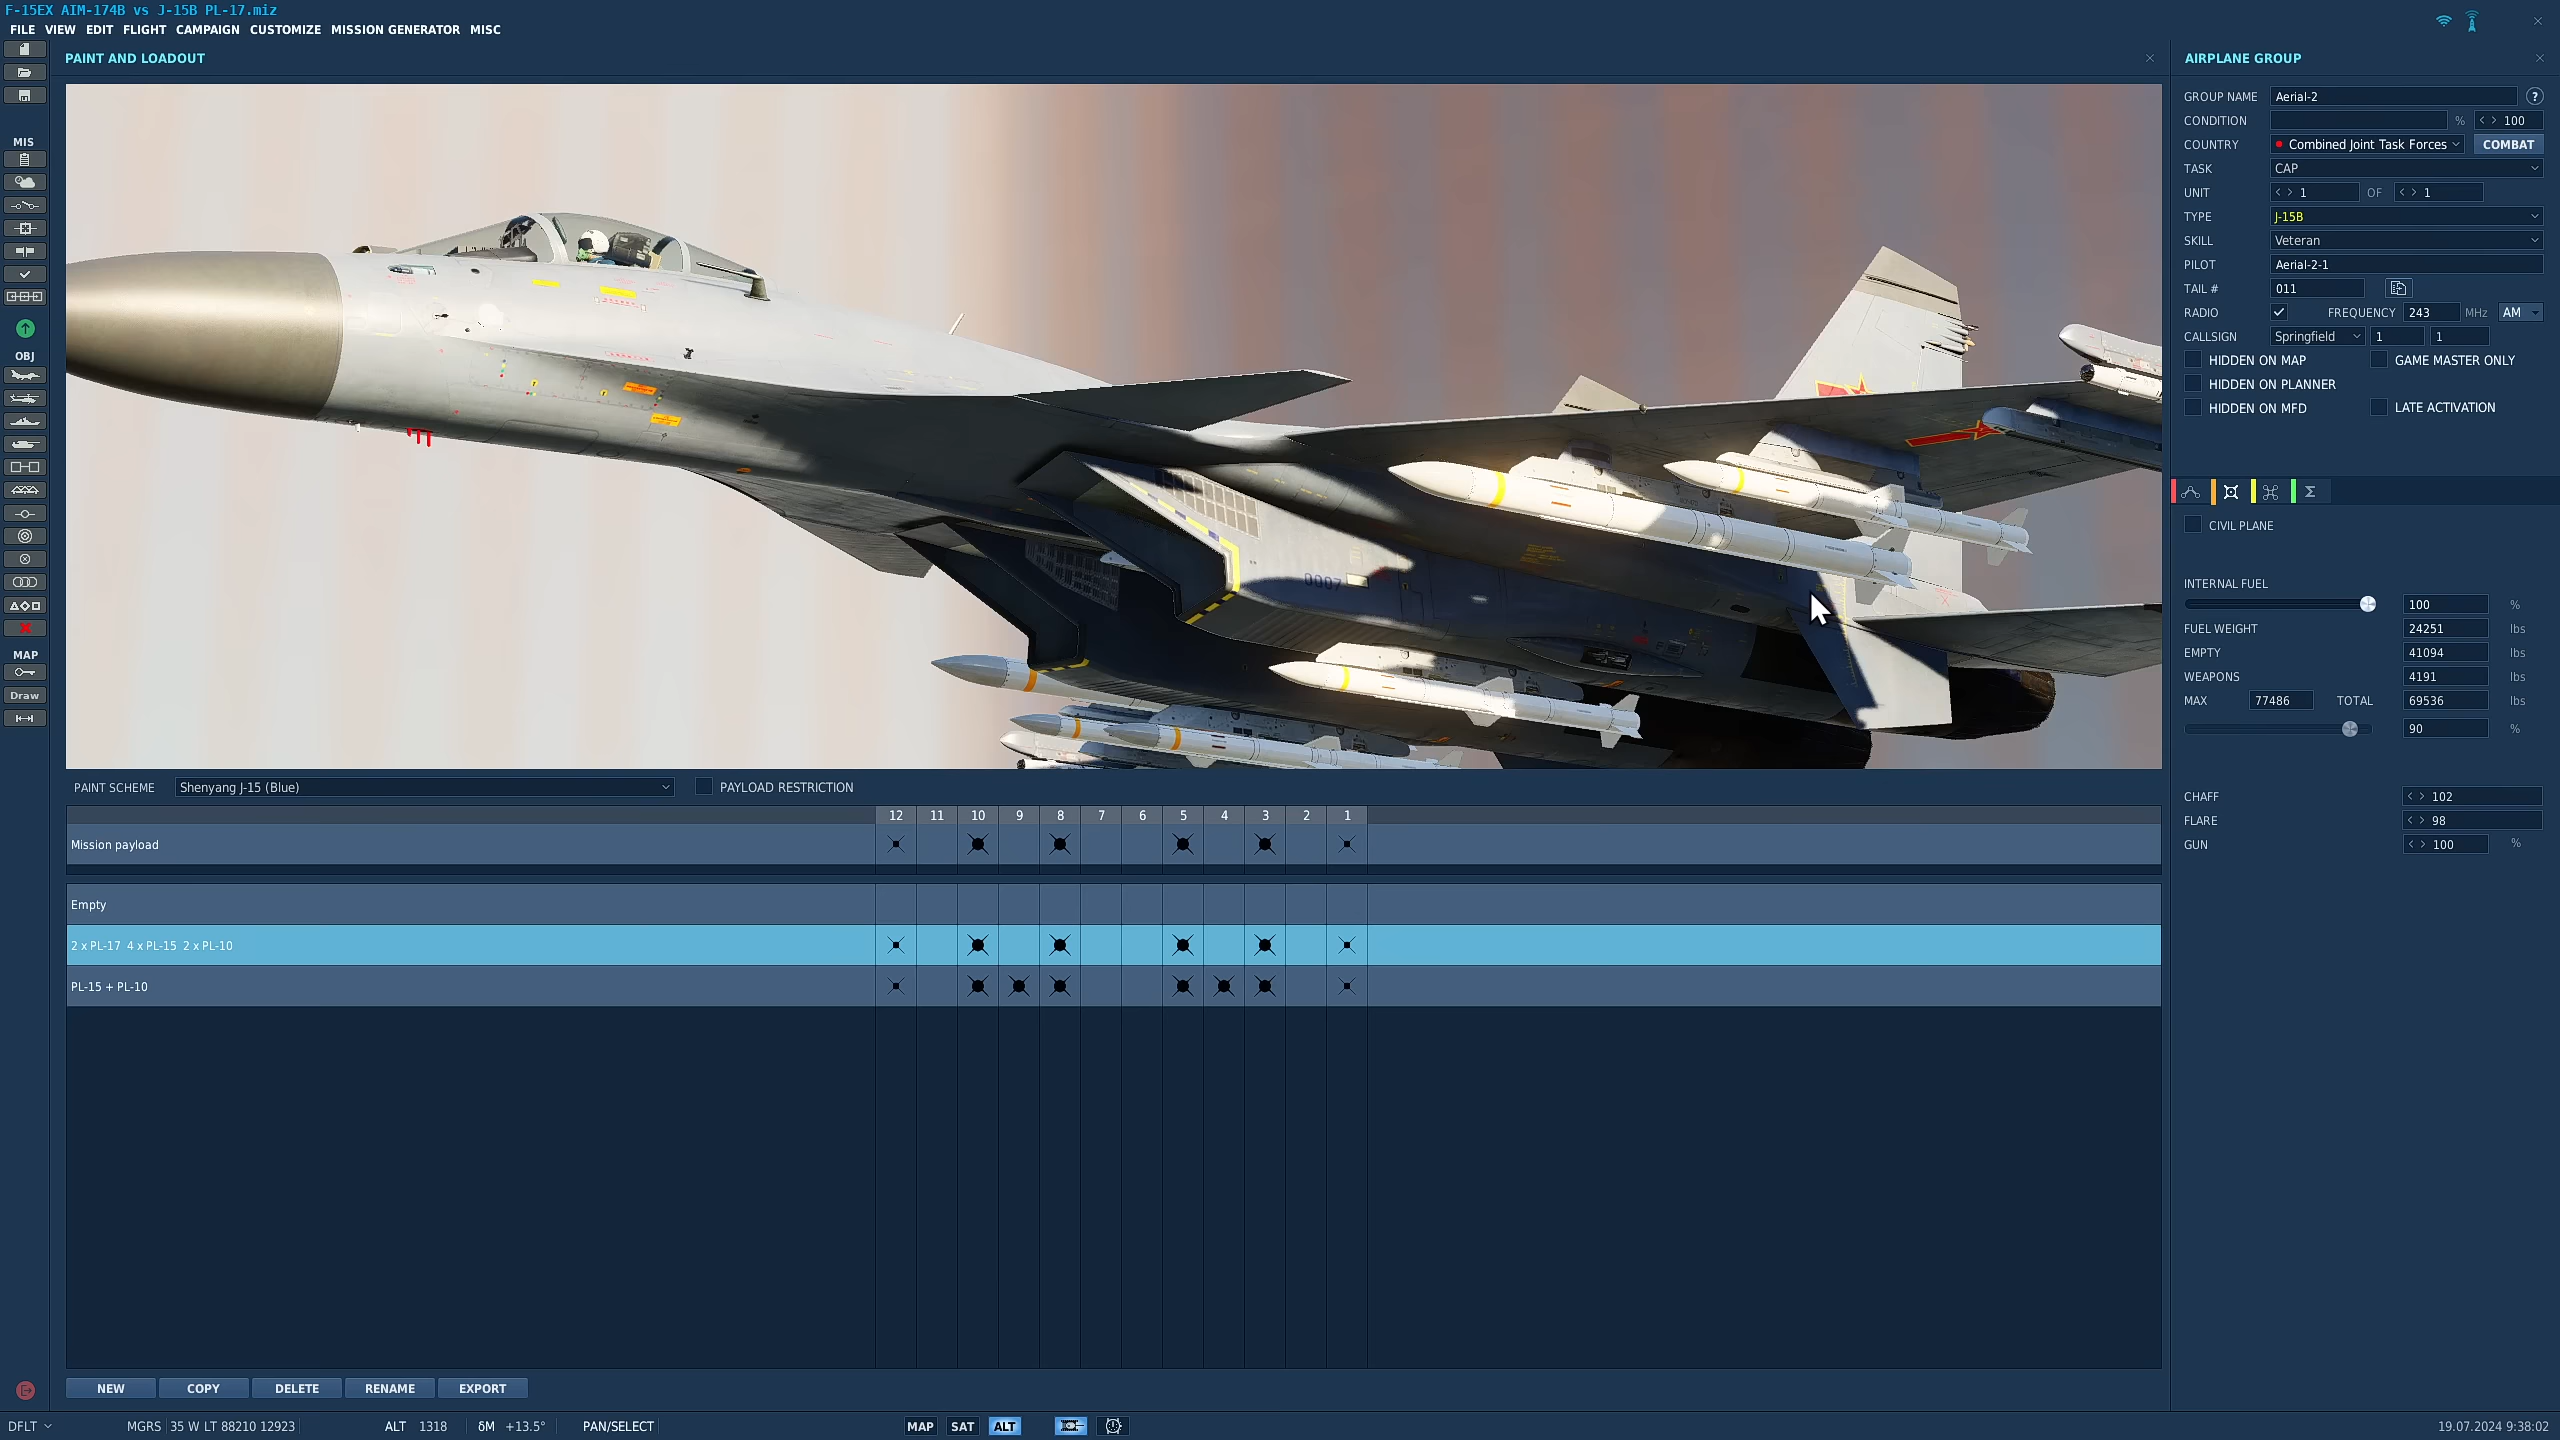 F-15EX AIM-174B vs J-15B PL-17.miz
FILE VIEW EDIT FLIGHT CAMPAIGN CUSTOMIZE MISSION GENERATOR MISC
PAINT AND LOADOUT
MIS
OBJ
MAP
Draw
0007
PAINT SCHEME Shenyang J-15 (Blue) PAYLOAD RESTRICTION
12 11 10 9 8 7 6 5 4 3 2 1
Mission payload
Empty
2 x PL-17 4 x PL-15 2 x PL-10
PL-15 + PL-10
NEW COPY DELETE RENAME EXPORT
AIRPLANE GROUP
GROUP NAME Aerial-2 ?
CONDITION % < > 100
COUNTRY Combined Joint Task Forces COMBAT
TASK CAP
UNIT < > 1 OF < > 1
TYPE J-15B
SKILL Veteran
PILOT Aerial-2-1
TAIL # 011
RADIO FREQUENCY 243 MHz AM
CALLSIGN Springfield 1 1
HIDDEN ON MAP GAME MASTER ONLY
HIDDEN ON PLANNER
HIDDEN ON MFD LATE ACTIVATION
Σ
CIVIL PLANE
INTERNAL FUEL
100 %
FUEL WEIGHT 24251 lbs
EMPTY 41094 lbs
WEAPONS 4191 lbs
MAX 77486 TOTAL 69536 lbs
90 %
CHAFF < > 102
FLARE < > 98
GUN < > 100 %
DFLT MGRS 35 W LT 88210 12923 ALT 1318 δM +13.5° PAN/SELECT MAP SAT ALT 19.07.2024 9:38:02